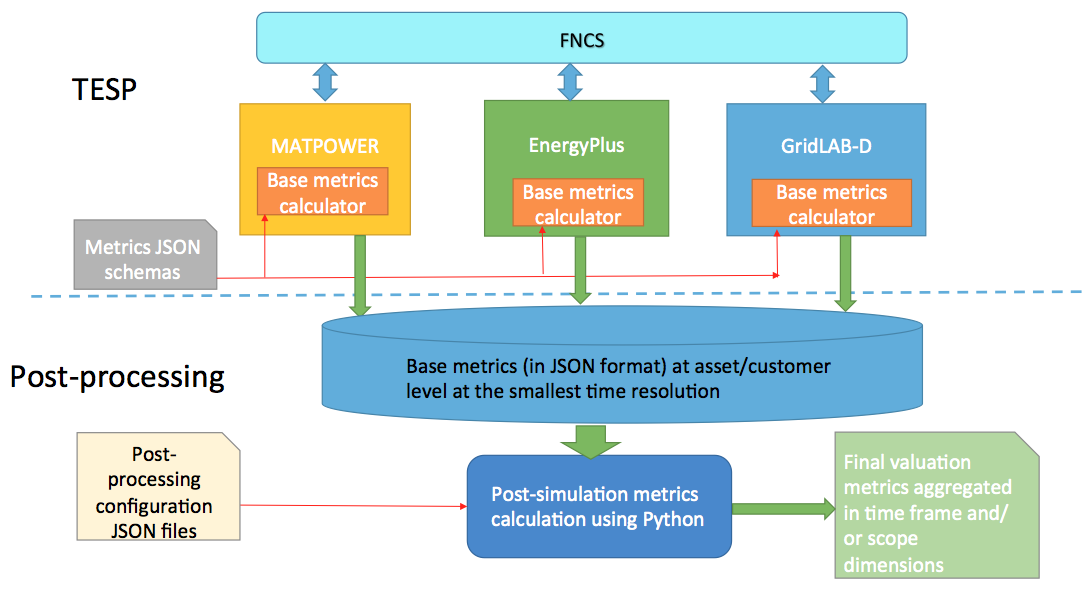 FNCS
TESP
MATPOWER
Base metrics
calculator
EnergyPlus
Base metrics
calculator
GridLAB-D
Base metrics
calculator
Metrics JSON
schemas
Post-processing
Base metrics (in JSON format) at asset/customer
level at the smallest time resolution
Post-
processing
configuration
JSON files
Post-simulation metrics
calculation using Python
Final valuation
metrics aggregated
in time frame and/
or scope
dimensions